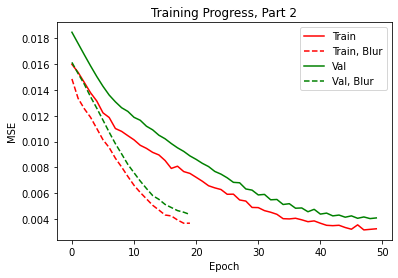 Training Progress, Part 2
Train
Train, Blur
Val
Val, Blur
MSE
0.018
0.016
0.014
0.012
0.010
0.008
0.006
0.004
0
10
20
30
40
50
Epoch